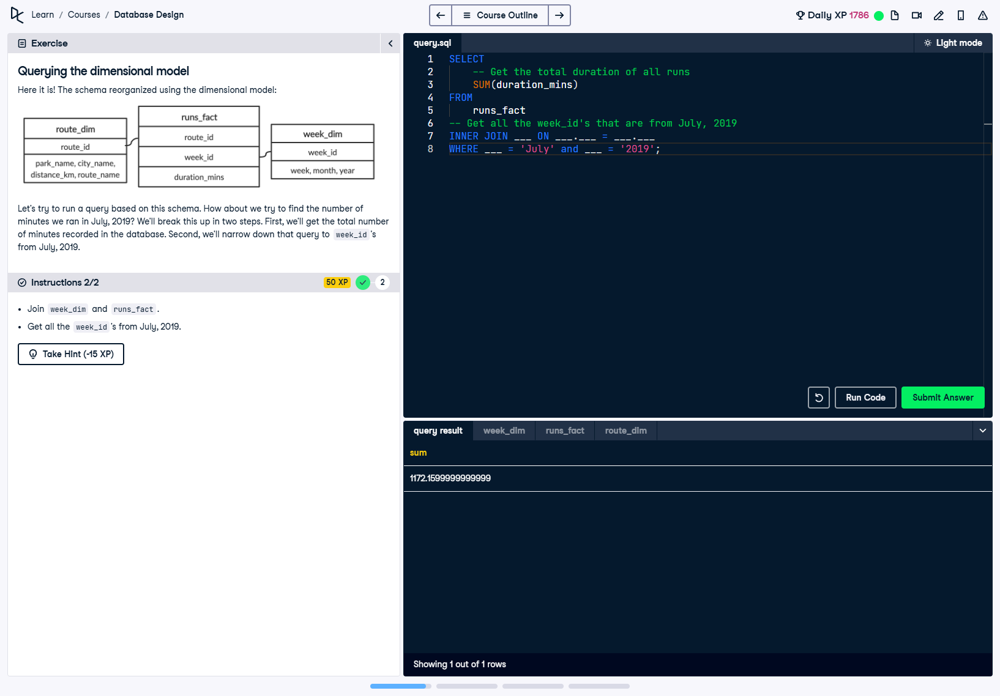 Learn / Courses / Database Design
Course Outline
Daily XP 1786
Exercise
Querying the dimensional model
Here it is! The schema reorganized using the dimensional model:
route_dim
route_id
park_name, city_name,
distance_km, route_name
runs_fact
route_id
week_id
duration_mins
week_dim
week_id
week, month, year
Let's try to run a query based on this schema. How about we try to find the number of
minutes we ran in July, 2019? We'll break this up in two steps. First, we'll get the total number
of minutes recorded in the database. Second, we'll narrow down that query to week_id 's
from July, 2019.
Instructions 2/2
50 XP
2
Join week_dim and runs_fact .
Get all the week_id 's from July, 2019.
Take Hint (-15 XP)
query.sql
Light mode
1 SELECT
2 -- Get the total duration of all runs
3 SUM(duration_mins)
4 FROM
5 runs_fact
6 -- Get all the week_id's that are from July, 2019
7 INNER JOIN ___ ON ___.___ = ___.___
8 WHERE ___ = 'July' and ___ = '2019';
Run Code
Submit Answer
query result
week_dim
runs_fact
route_dim
sum
1172.1599999999999
Showing 1 out of 1 rows